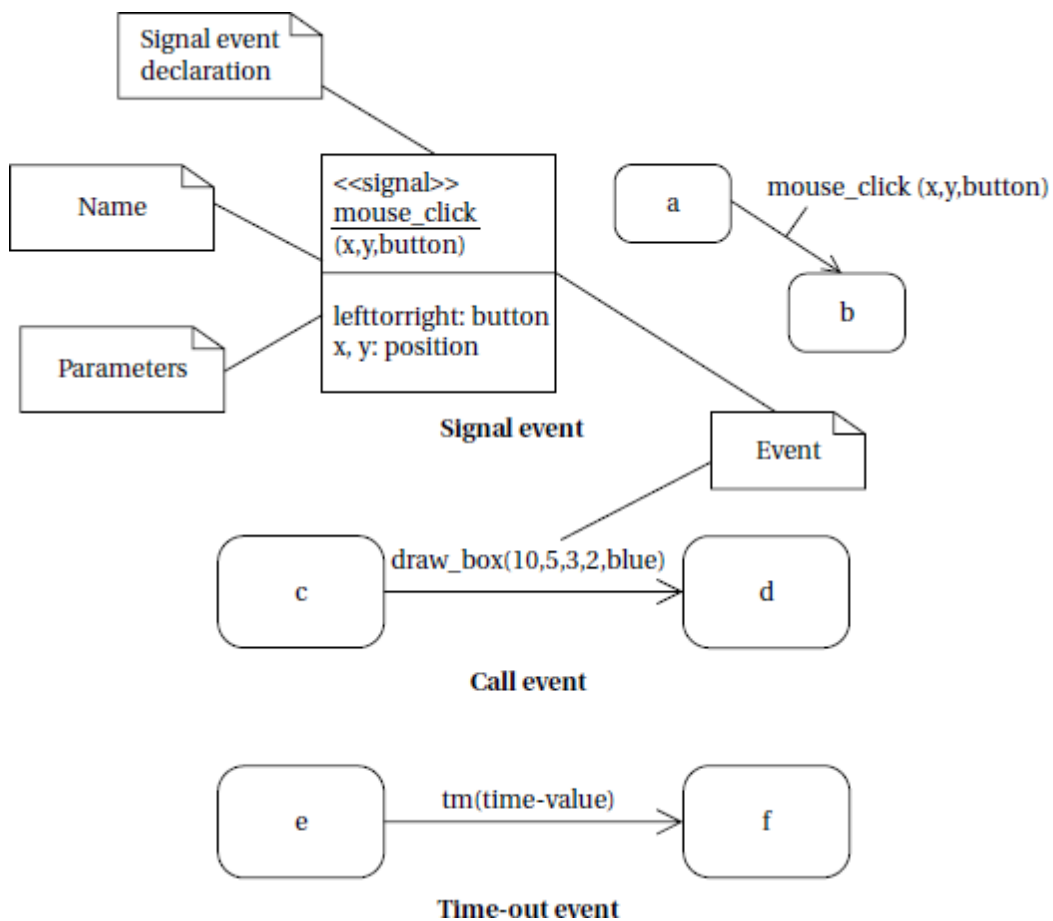 Signal event
declaration
Name
<<signal>>
mouse_click
(x,y,button)
a
mouse_click (x,y,button)
b
lefttorright: button
x, y: position
Parameters
Signal event
Event
draw_box(10,5,3,2,blue)
c
d
Call event
tm(time-value)
e
f
Time-out event